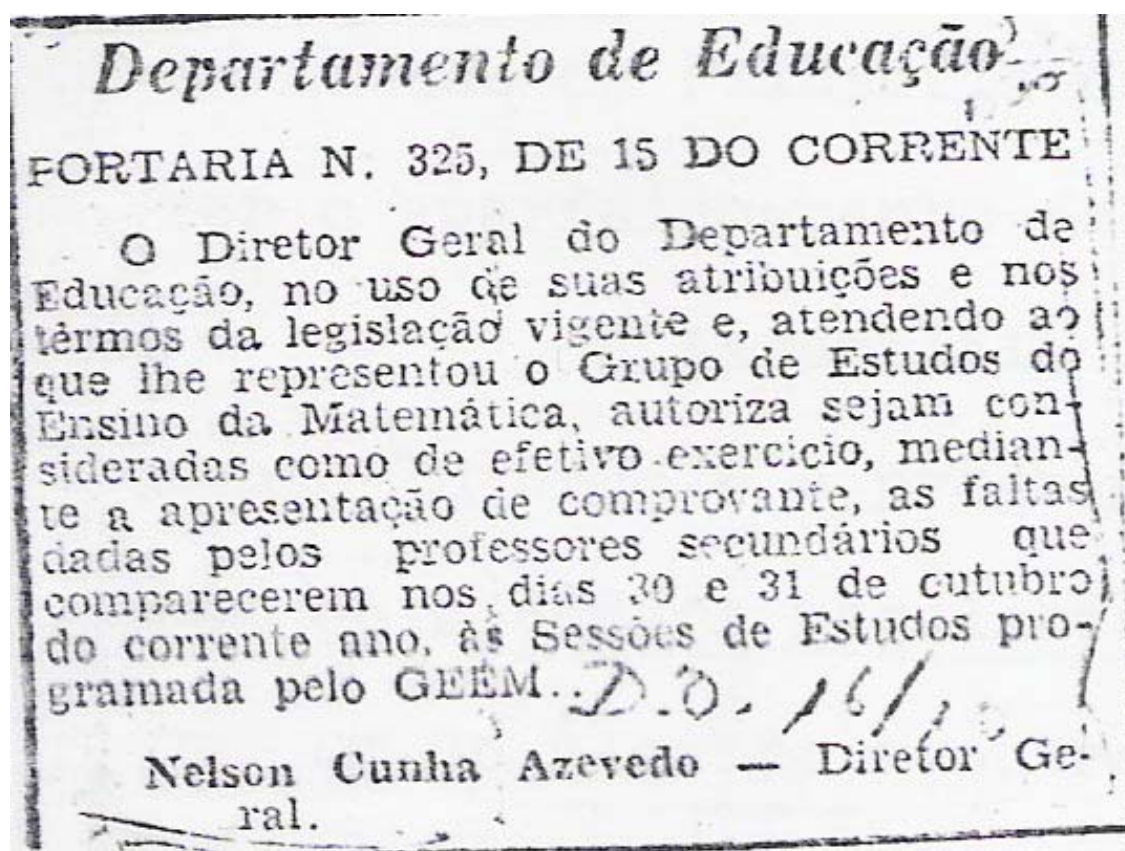 Departamento de Educação
PORTARIA N. 325, DE 15 DO CORRENTE
O Diretor Geral do Departamento de
Educação, no uso de suas atribuições e nos
têrmos da legislação vigente e, atendendo ao
que lhe representou o Grupo de Estudos do
Ensino da Matemática, autoriza sejam con-
sideradas como de efetivo exercicio, median-
te a apresentação de comprovante, as faltas
dadas pelos professores secundários que
comparecerem nos dias 30 e 31 de outubro
do corrente ano, às Sessões de Estudos pro-
gramada pelo GEEM.. D.O. 16/
Nelson Cunha Azevedo — Diretor Ge-
ral.